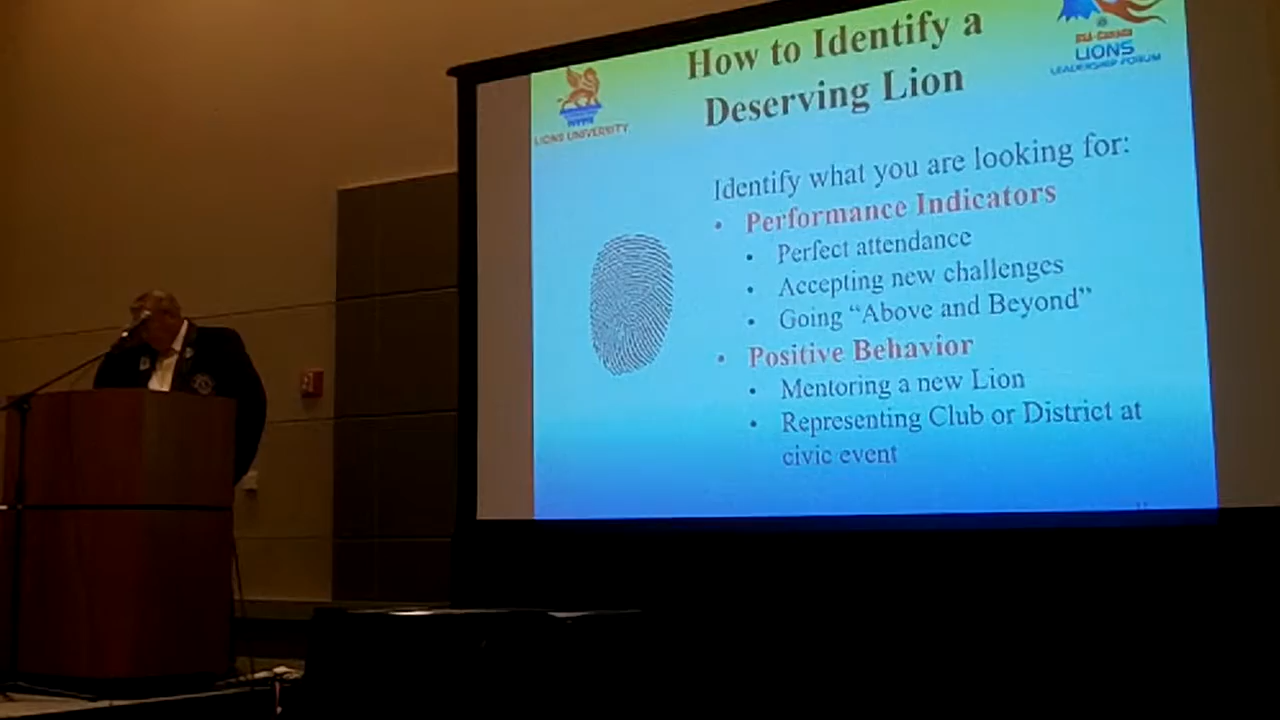 How to Identify a
Deserving Lion
LIONS UNIVERSITY
USA-CANADA
LIONS
LEADERSHIP FORUM
Identify what you are looking for:
• Performance Indicators
• Perfect attendance
• Accepting new challenges
• Going “Above and Beyond”
• Positive Behavior
• Mentoring a new Lion
• Representing Club or District at
civic event